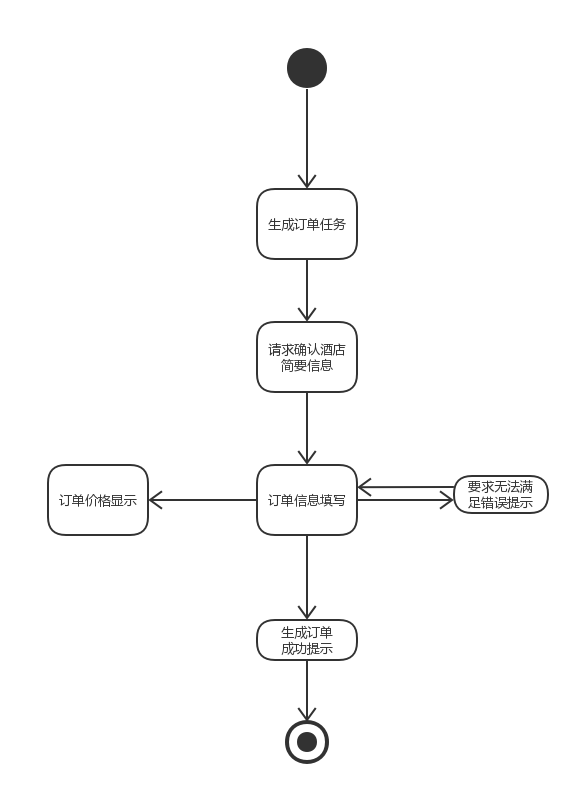 生成订单任务
请求确认酒店
简要信息
订单价格显示
订单信息填写
要求无法满
足错误提示
生成订单
成功提示